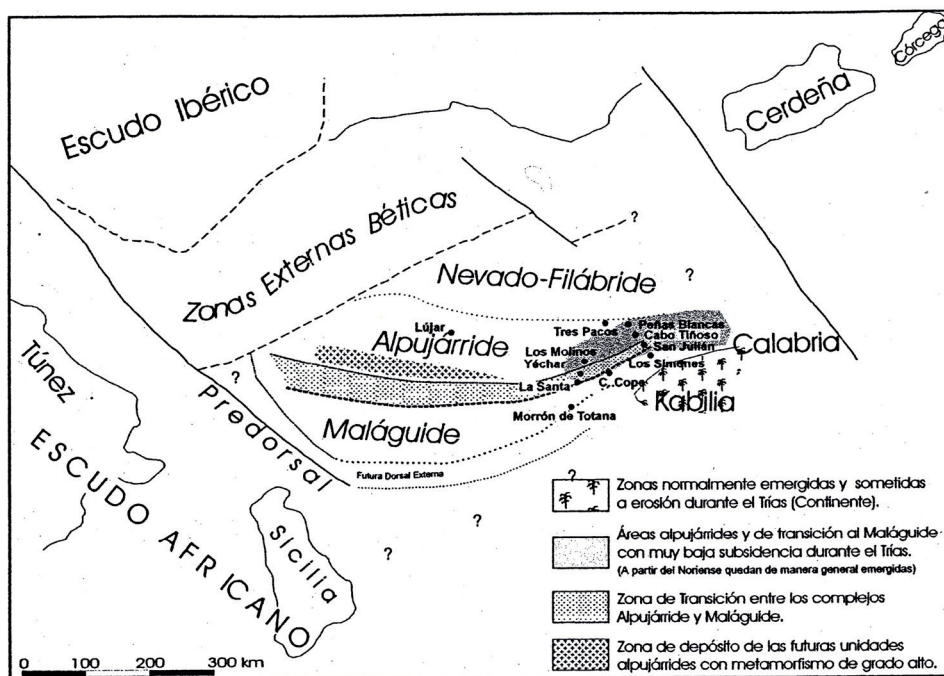 Córcega
Cerdeña
Escudo Ibérico
Zonas Externas Béticas
?
Nevado-Filábride
?
Lújar
Tres Pacos
Peñas Blancas
Cabo Tiñoso
Alpujárride
San Julián
Los Molinos
Calabria
Yéchar
Los Simones
?
?
La Santa
C. Cope
Kabilia
Túnez
Predorsal
Morrón de Totana
Maláguide
Futura Dorsal Externa
ESCUDO AFRICANO
Sicilia
?
?
?
Zonas normalmente emergidas y sometidas
a erosión durante el Trías (Continente).
Áreas alpujárrides y de transición al Maláguide
con muy baja subsidencia durante el Trías.
(A partir del Noriense quedan de manera general emergidas)
Zona de Transición entre los complejos
Alpujárride y Maláguide.
Zona de depósito de las futuras unidades
alpujárrides con metamorfismo de grado alto.
0 100 200 300 km